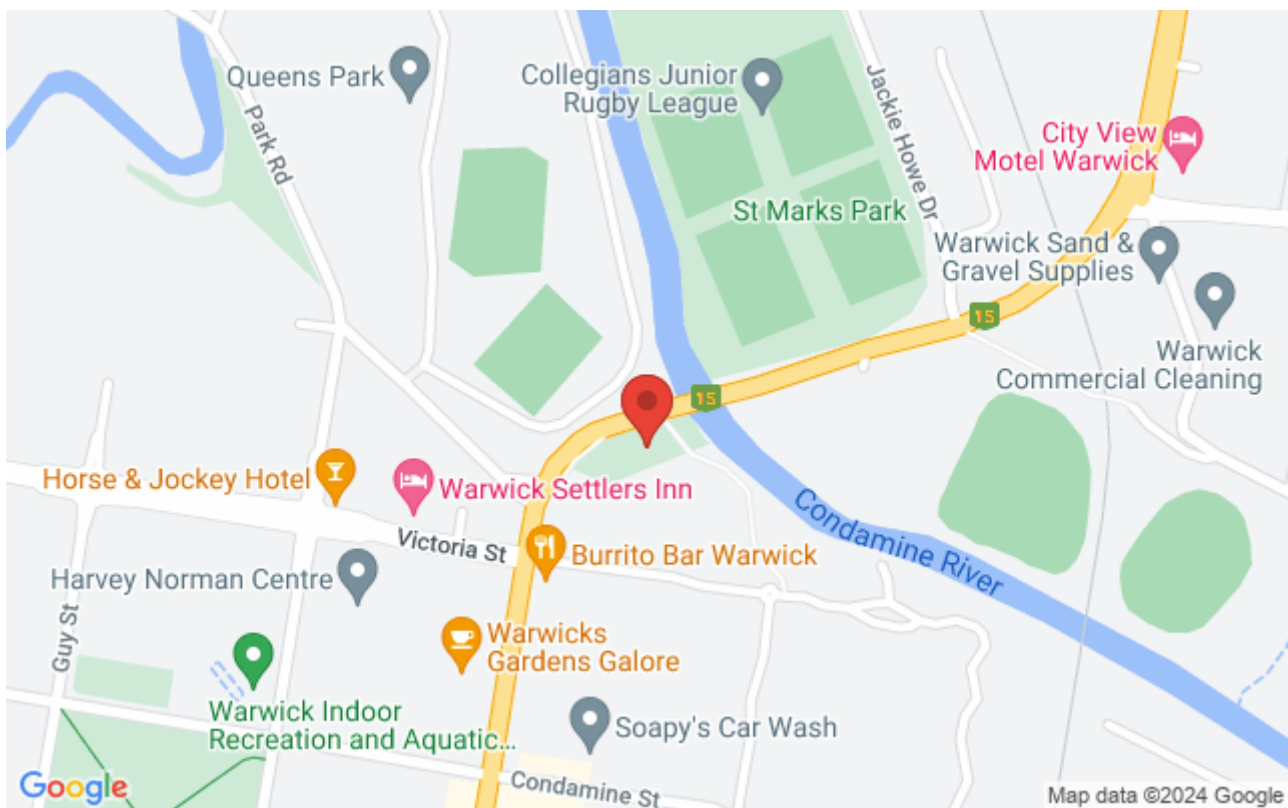 Queens Park
Park Rd
Collegians Junior
Rugby League
Jackie Howe Dr
City View
Motel Warwick
St Marks Park
Warwick Sand &
Gravel Supplies
15
Warwick
Commercial Cleaning
15
Horse & Jockey Hotel
Warwick Settlers Inn
Victoria St
Burrito Bar Warwick
Condamine River
Harvey Norman Centre
Guy St
Warwicks
Gardens Galore
Warwick Indoor
Recreation and Aquatic...
Soapy's Car Wash
Condamine St
Google
Map data ©2024 Google